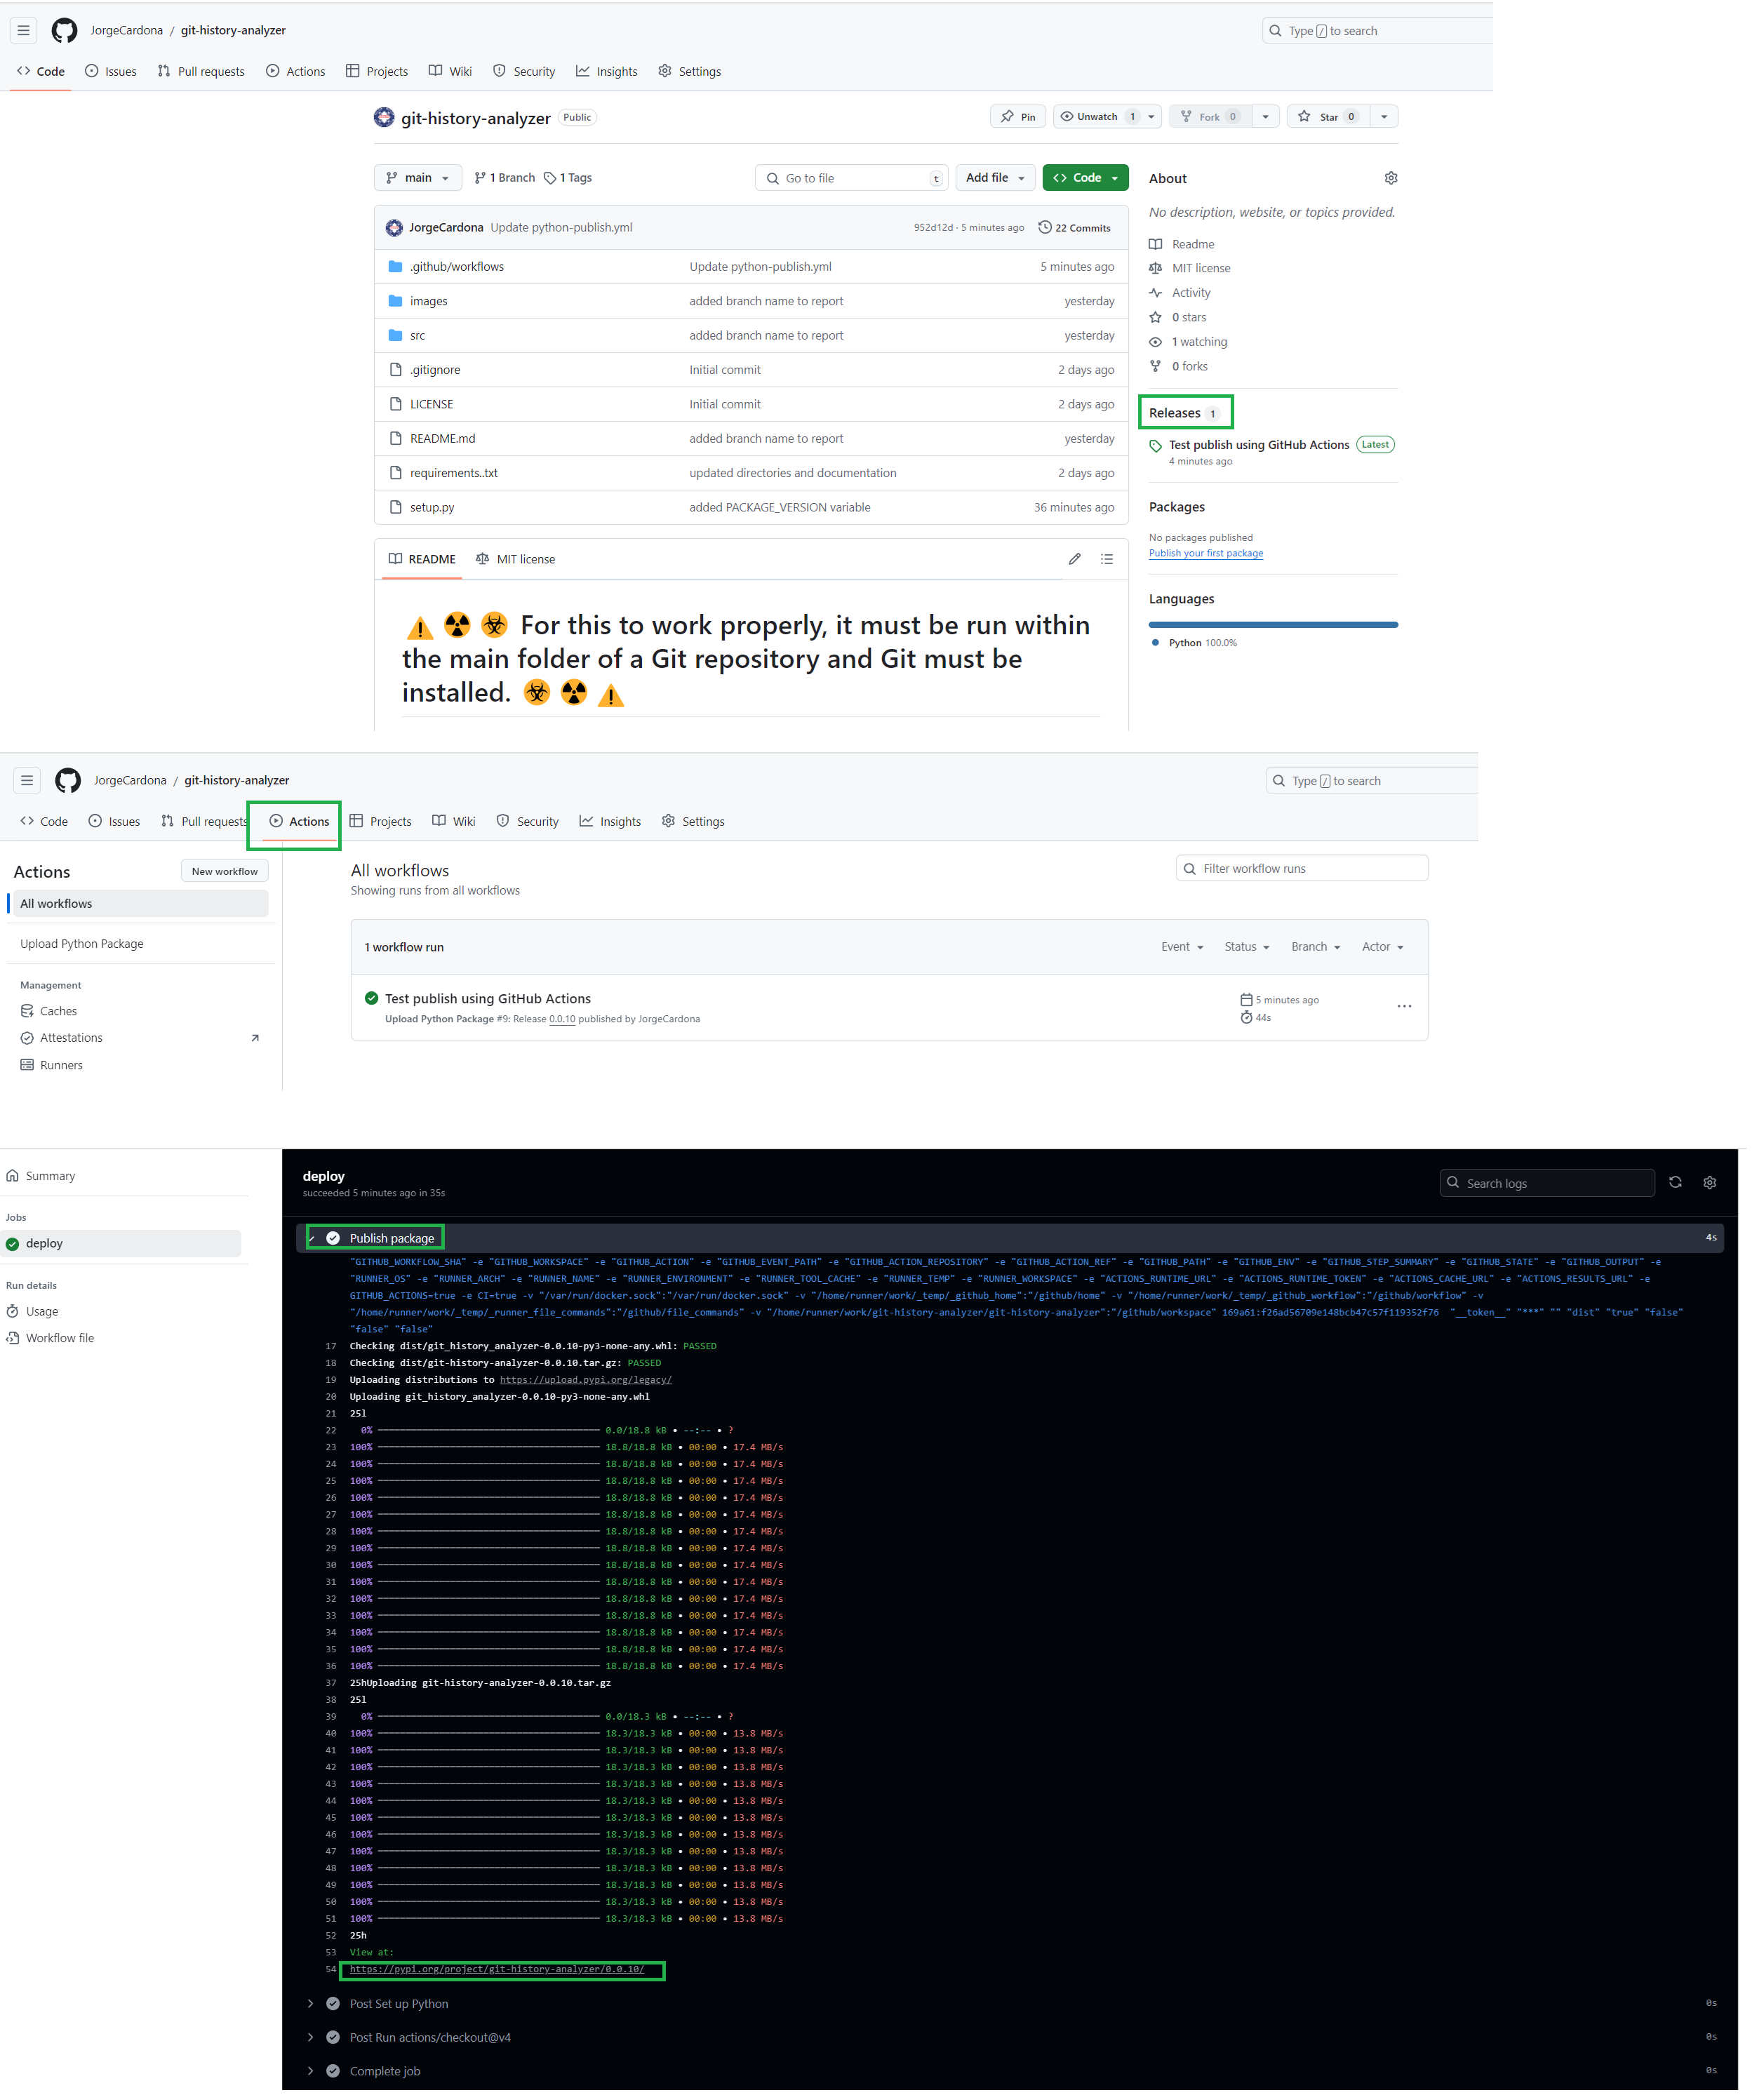 JorgeCardona / git-history-analyzer
Type / to search
Code Issues Pull requests Actions Projects Wiki Security Insights Settings
git-history-analyzer Public
Pin Unwatch 1 Fork 0 Star 0
main 1 Branch 1 Tags
Go to file t Add file Code
JorgeCardona Update python-publish.yml 952d12d · 5 minutes ago 22 Commits
.github/workflows Update python-publish.yml 5 minutes ago
images added branch name to report yesterday
src added branch name to report yesterday
.gitignore Initial commit 2 days ago
LICENSE Initial commit 2 days ago
README.md added branch name to report yesterday
requirements..txt updated directories and documentation 2 days ago
setup.py added PACKAGE_VERSION variable 36 minutes ago
README MIT license
For this to work properly, it must be run within
the main folder of a Git repository and Git must be
installed.
About
No description, website, or topics provided.
Readme
MIT license
Activity
0 stars
1 watching
0 forks
Releases 1
Test publish using GitHub Actions Latest
4 minutes ago
Packages
No packages published
Publish your first package
Languages
Python 100.0%
JorgeCardona / git-history-analyzer
Type / to search
Code Issues Pull requests Actions Projects Wiki Security Insights Settings
Actions New workflow
All workflows
Upload Python Package
Management
Caches
Attestations
Runners
All workflows
Showing runs from all workflows
Filter workflow runs
1 workflow run Event Status Branch Actor
Test publish using GitHub Actions 5 minutes ago
Upload Python Package #9: Release 0.0.10 published by JorgeCardona 44s
Summary
Jobs
deploy
Run details
Usage
Workflow file
deploy
succeeded 5 minutes ago in 35s
Search logs
Publish package 4s
"GITHUB_WORKFLOW_SHA" -e "GITHUB_WORKSPACE" -e "GITHUB_ACTION" -e "GITHUB_EVENT_PATH" -e "GITHUB_ACTION_REPOSITORY" -e "GITHUB_ACTION_REF" -e "GITHUB_PATH" -e "GITHUB_ENV" -e "GITHUB_STEP_SUMMARY" -e "GITHUB_STATE" -e "GITHUB_OUTPUT" -e
"RUNNER_OS" -e "RUNNER_ARCH" -e "RUNNER_NAME" -e "RUNNER_ENVIRONMENT" -e "RUNNER_TOOL_CACHE" -e "RUNNER_TEMP" -e "RUNNER_WORKSPACE" -e "ACTIONS_RUNTIME_URL" -e "ACTIONS_RUNTIME_TOKEN" -e "ACTIONS_CACHE_URL" -e "ACTIONS_RESULTS_URL" -e
GITHUB_ACTIONS=true -e CI=true -v "/var/run/docker.sock":"/var/run/docker.sock" -v "/home/runner/work/_temp/_github_home":"/github/home" -v "/home/runner/work/_temp/_github_workflow":"/github/workflow" -v
"/home/runner/work/_temp/_runner_file_commands":"/github/file_commands" -v "/home/runner/work/git-history-analyzer/git-history-analyzer":"/github/workspace" 169a61:f26ad56709e148bcb47c57f119352f76 "__token__" "***" "" "dist" "true" "false"
"false" "false"
17 Checking dist/git_history_analyzer-0.0.10-py3-none-any.whl: PASSED
18 Checking dist/git-history-analyzer-0.0.10.tar.gz: PASSED
19 Uploading distributions to https://upload.pypi.org/legacy/
20 Uploading git_history_analyzer-0.0.10-py3-none-any.whl
21 25l
22 0% 0.0/18.8 kB • --:-- • ?
23 100% 18.8/18.8 kB • 00:00 • 17.4 MB/s
24 100% 18.8/18.8 kB • 00:00 • 17.4 MB/s
25 100% 18.8/18.8 kB • 00:00 • 17.4 MB/s
26 100% 18.8/18.8 kB • 00:00 • 17.4 MB/s
27 100% 18.8/18.8 kB • 00:00 • 17.4 MB/s
28 100% 18.8/18.8 kB • 00:00 • 17.4 MB/s
29 100% 18.8/18.8 kB • 00:00 • 17.4 MB/s
30 100% 18.8/18.8 kB • 00:00 • 17.4 MB/s
31 100% 18.8/18.8 kB • 00:00 • 17.4 MB/s
32 100% 18.8/18.8 kB • 00:00 • 17.4 MB/s
33 100% 18.8/18.8 kB • 00:00 • 17.4 MB/s
34 100% 18.8/18.8 kB • 00:00 • 17.4 MB/s
35 100% 18.8/18.8 kB • 00:00 • 17.4 MB/s
36 100% 18.8/18.8 kB • 00:00 • 17.4 MB/s
37 25hUploading git-history-analyzer-0.0.10.tar.gz
38 25l
39 0% 0.0/18.3 kB • --:-- • ?
40 100% 18.3/18.3 kB • 00:00 • 13.8 MB/s
41 100% 18.3/18.3 kB • 00:00 • 13.8 MB/s
42 100% 18.3/18.3 kB • 00:00 • 13.8 MB/s
43 100% 18.3/18.3 kB • 00:00 • 13.8 MB/s
44 100% 18.3/18.3 kB • 00:00 • 13.8 MB/s
45 100% 18.3/18.3 kB • 00:00 • 13.8 MB/s
46 100% 18.3/18.3 kB • 00:00 • 13.8 MB/s
47 100% 18.3/18.3 kB • 00:00 • 13.8 MB/s
48 100% 18.3/18.3 kB • 00:00 • 13.8 MB/s
49 100% 18.3/18.3 kB • 00:00 • 13.8 MB/s
50 100% 18.3/18.3 kB • 00:00 • 13.8 MB/s
51 100% 18.3/18.3 kB • 00:00 • 13.8 MB/s
52 25h
53 View at:
54 https://pypi.org/project/git-history-analyzer/0.0.10/
Post Set up Python 0s
Post Run actions/checkout@v4 0s
Complete job 0s